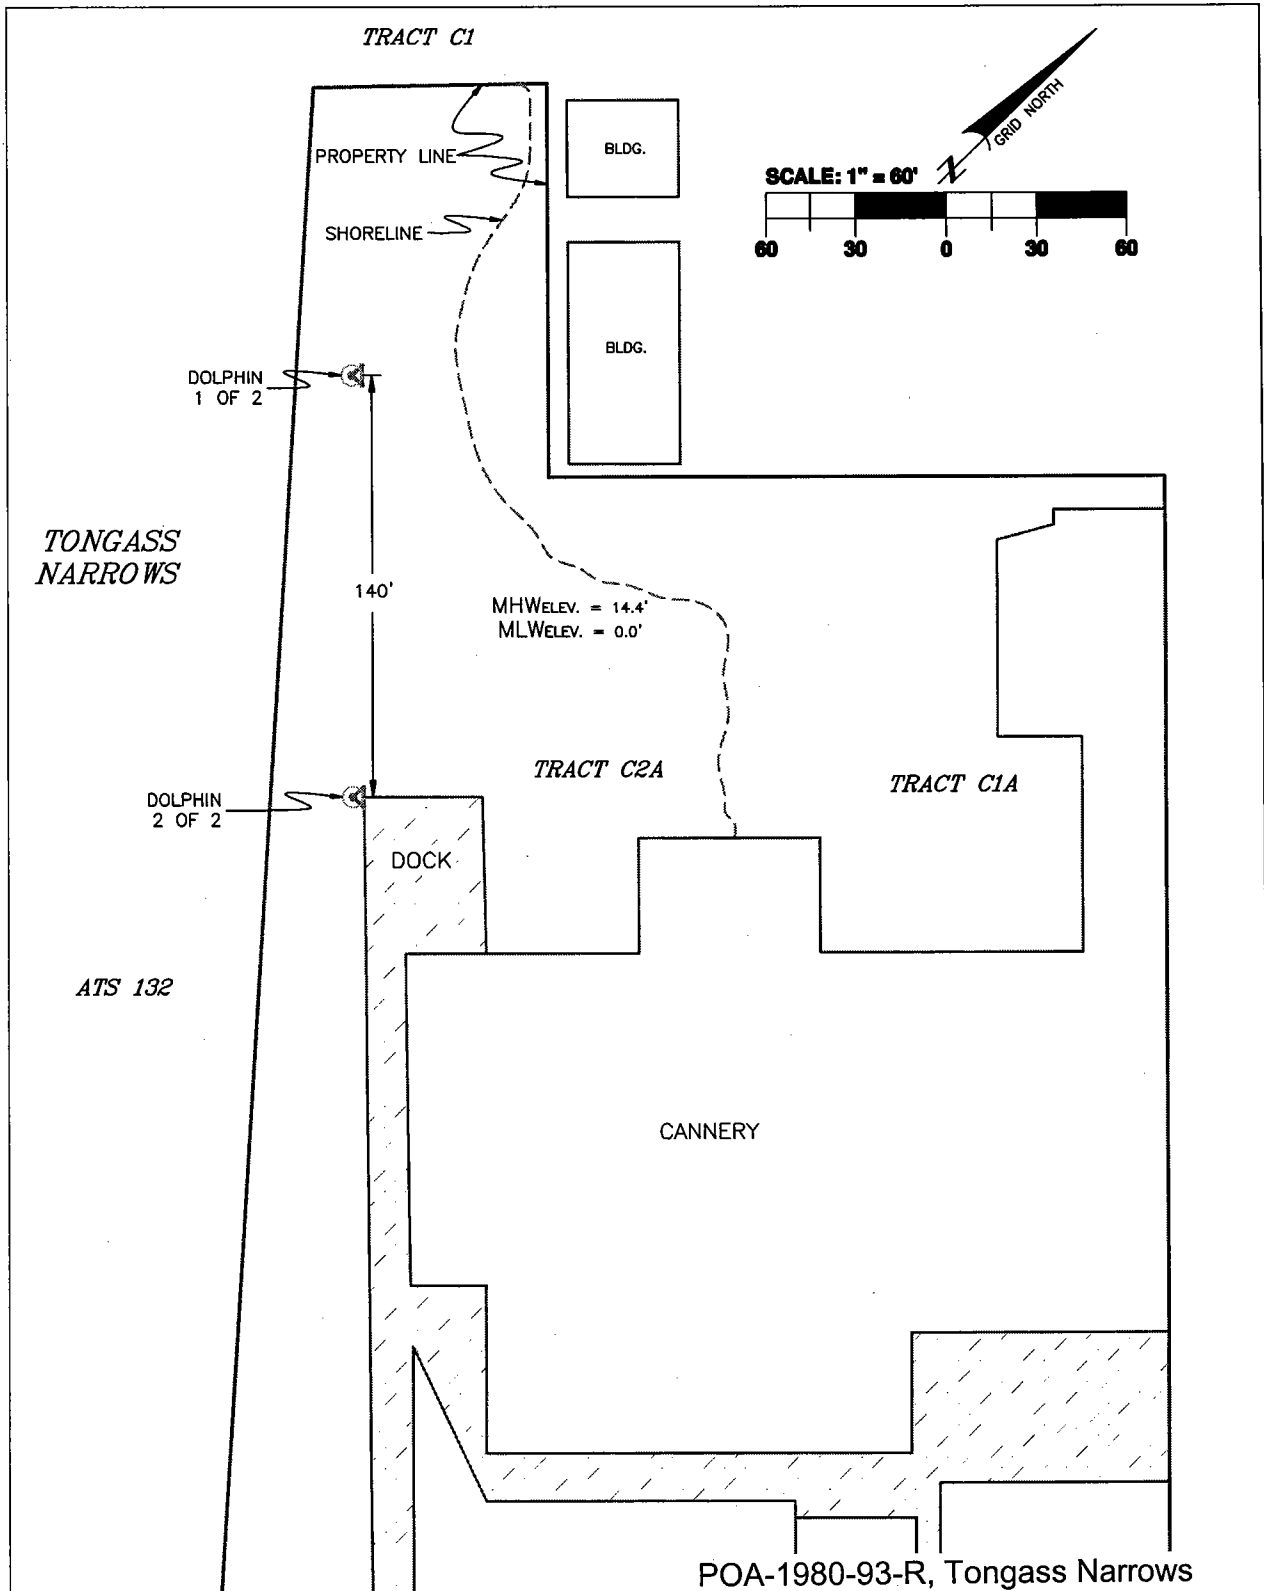 TRACT C1
GRID NORTH
N
PROPERTY LINE
BLDG.
SCALE: 1" = 60'
60 30 0 30 60
SHORELINE
BLDG.
DOLPHIN
1 OF 2
TONGASS
NARROWS
140'
MHWELEV. = 14.4'
MLWELEV. = 0.0'
TRACT C2A
TRACT C1A
DOLPHIN
2 OF 2
DOCK
ATS 132
CANNERY
POA-1980-93-R, Tongass Narrows